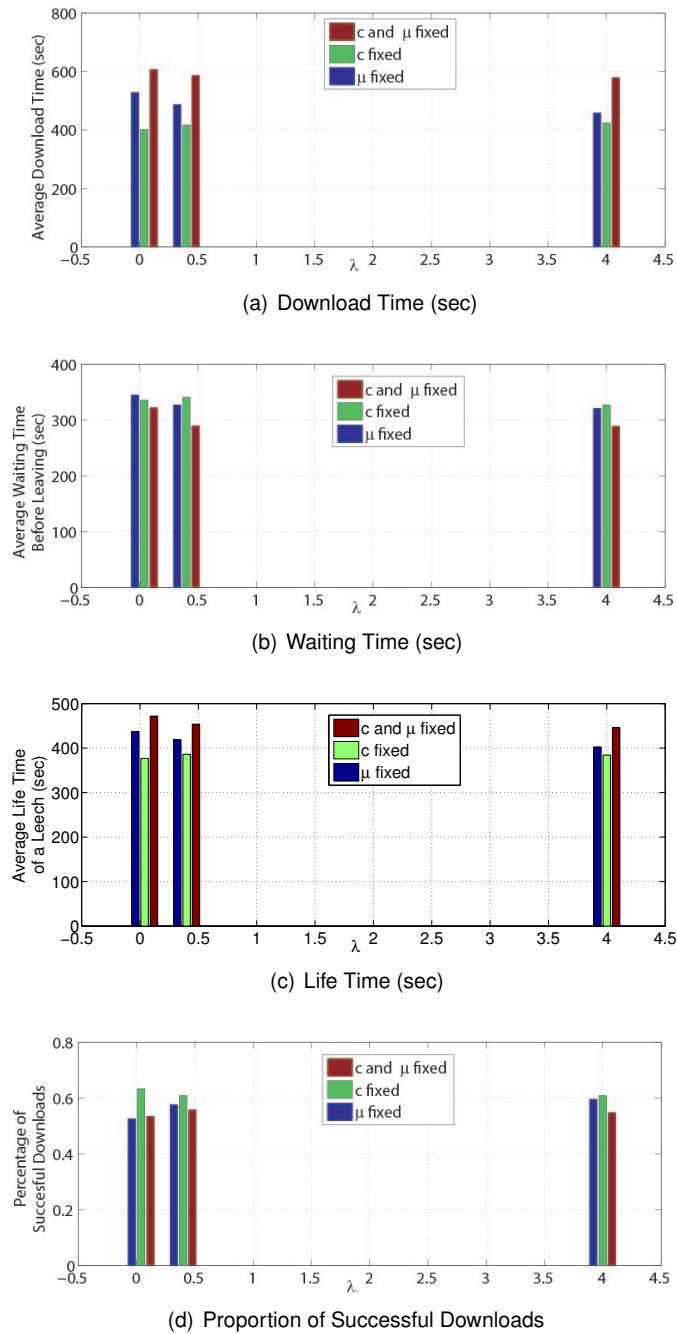 800
600
400
200
0
Average Download Time (sec)
c and μ fixed
c fixed
μ fixed
−0.5 0 0.5 1 1.5 2 2.5 3 3.5 4 4.5
λ
(a) Download Time (sec)
400
300
200
100
0
Average Waiting Time
Before Leaving (sec)
c and μ fixed
c fixed
μ fixed
−0.5 0 0.5 1 1.5 2 2.5 3 3.5 4 4.5
λ
(b) Waiting Time (sec)
500
400
300
200
100
0
Average Life Time
of a Leech (sec)
c and μ fixed
c fixed
μ fixed
−0.5 0 0.5 1 1.5 2 2.5 3 3.5 4 4.5
λ
(c) Life Time (sec)
0.8
0.6
0.4
0.2
0
Percentage of
Succesful Downloads
c and μ fixed
c fixed
μ fixed
−0.5 0 0.5 1 1.5 2 2.5 3 3.5 4 4.5
λ
(d) Proportion of Successful Downloads